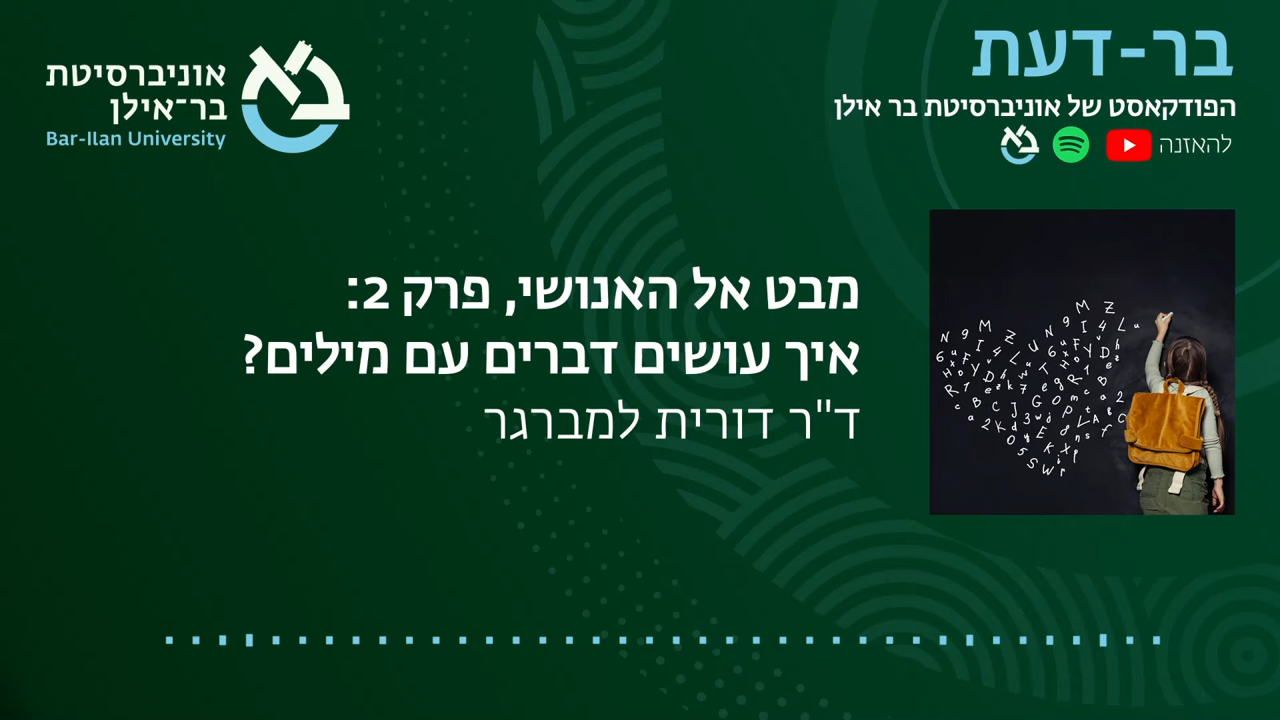 בר-דעת
הפודקאסט של אוניברסיטת בר אילן
להאזנה
אוניברסיטת
בר־אילן
Bar-Ilan University
מבט אל האנושי, פרק 2:
איך עושים דברים עם מילים?
ד"ר דורית למברגר